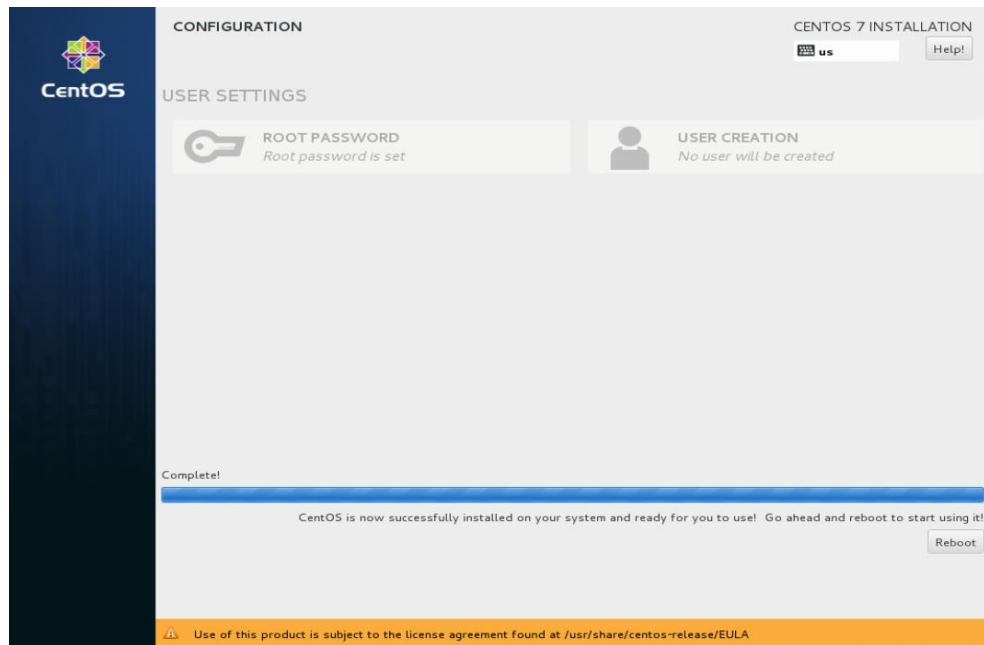 CentOS
CONFIGURATION
CENTOS 7 INSTALLATION
us
Help!
USER SETTINGS
ROOT PASSWORD
Root password is set
USER CREATION
No user will be created
Complete!
CentOS is now successfully installed on your system and ready for you to use! Go ahead and reboot to start using it!
Reboot
Use of this product is subject to the license agreement found at /usr/share/centos-release/EULA